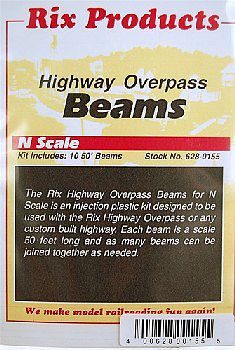 Rix Products
Highway Overpass
Beams
N Scale
Kit Includes: 10 50' Beams Stock No. 628-0155
The Rix Highway Overpass Beams for N
Scale is an injection plastic kit designed to be
used with the Rix Highway Overpass or any
custom built highway. Each beam is a scale
50 feet long and as many beams can be
joined together as needed.
We make model railroading fun again!